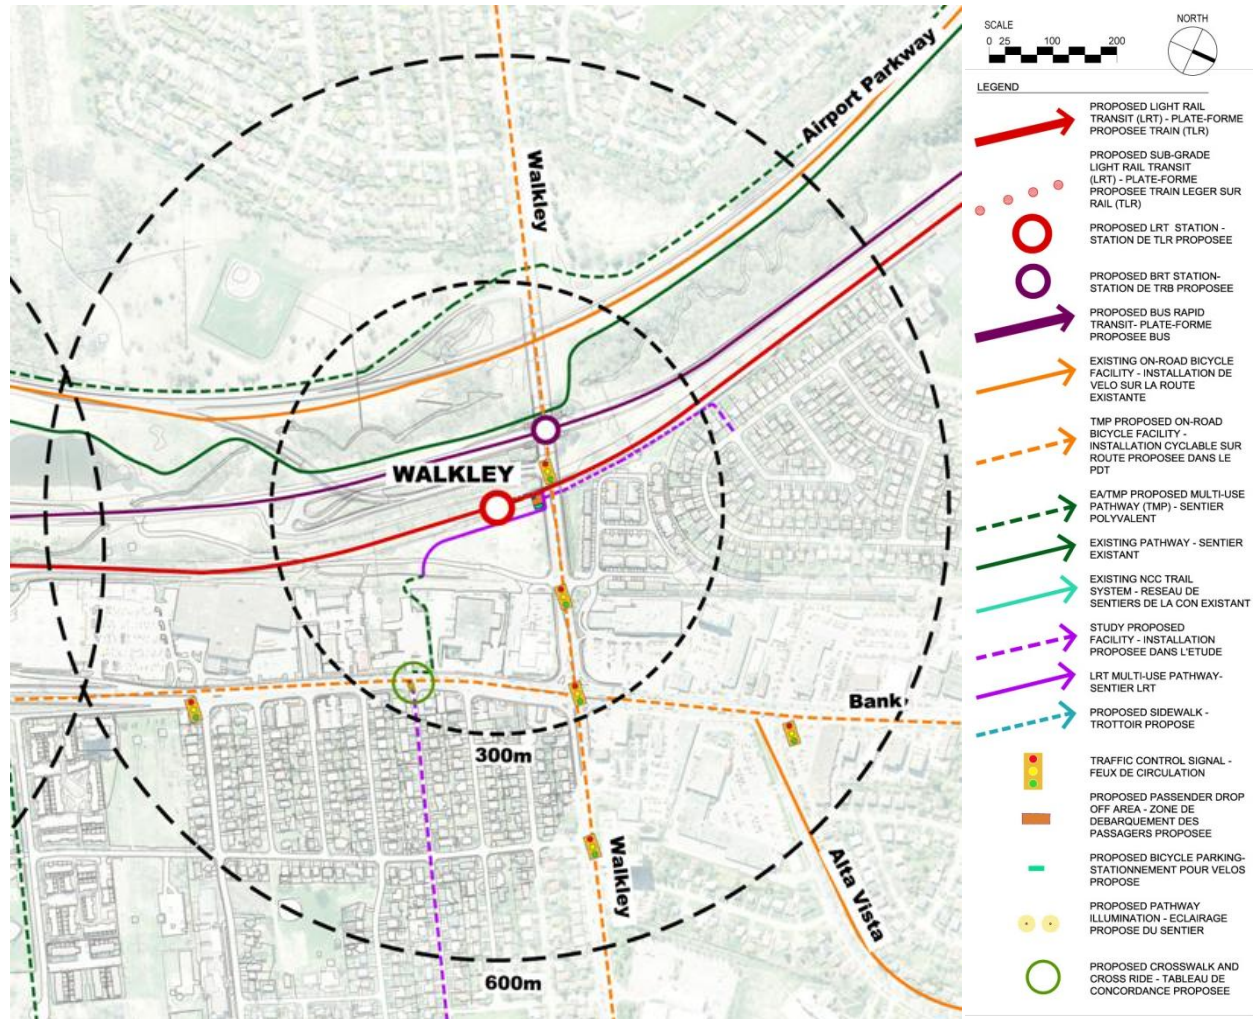 Airport Parkway
Walkley
WALKLEY
Bank
300m
Walkley
Alta Vista
600m
SCALE
0 25 100 200
NORTH
LEGEND
PROPOSED LIGHT RAIL
TRANSIT (LRT) - PLATE-FORME
PROPOSEE TRAIN (TLR)
PROPOSED SUB-GRADE
LIGHT RAIL TRANSIT
(LRT) - PLATE-FORME
PROPOSEE TRAIN LEGER SUR
RAIL (TLR)
PROPOSED LRT STATION -
STATION DE TLR PROPOSEE
PROPOSED BRT STATION-
STATION DE TRB PROPOSEE
PROPOSED BUS RAPID
TRANSIT- PLATE-FORME
PROPOSE BUS
EXISTING ON-ROAD BICYCLE
FACILITY - INSTALLATION DE
VELO SUR LA ROUTE
EXISTANTE
TMP PROPOSED ON-ROAD
BICYCLE FACILITY -
INSTALLATION CYCLABLE SUR
ROUTE PROPOSEE DANS LE
PDT
EA/TMP PROPOSED MULTI-USE
PATHWAY (TMP) - SENTIER
POLYVALENT
EXISTING PATHWAY - SENTIER
EXISTANT
EXISTING NCC TRAIL
SYSTEM - RESEAU DE
SENTIERS DE LA CON EXISTANT
STUDY PROPOSED
FACILITY - INSTALLATION
PROPOSEE DANS L'ETUDE
LRT MULTI-USE PATHWAY-
SENTIER LRT
PROPOSED SIDEWALK -
TROTTOIR PROPOSE
TRAFFIC CONTROL SIGNAL -
FEUX DE CIRCULATION
PROPOSED PASSENDER DROP
OFF AREA - ZONE DE
DEBARQUEMENT DES
PASSAGERS PROPOSEE
PROPOSED BICYCLE PARKING-
STATIONNEMENT POUR VELOS
PROPOSE
PROPOSED PATHWAY
ILLUMINATION - ECLAIRAGE
PROPOSE DU SENTIER
PROPOSED CROSSWALK AND
CROSS RIDE - TABLEAU DE
CONCORDANCE PROPOSEE